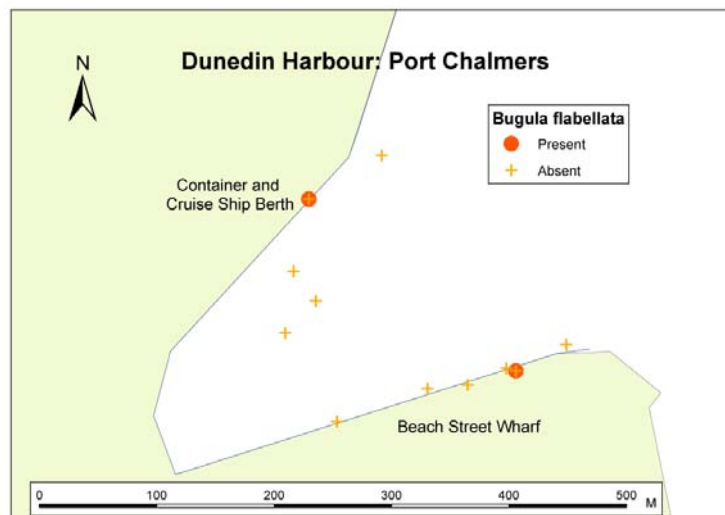 Dunedin Harbour: Port Chalmers
N
Bugula flabellata
Present
Absent
Container and
Cruise Ship Berth
Beach Street Wharf
0 100 200 300 400 500 M